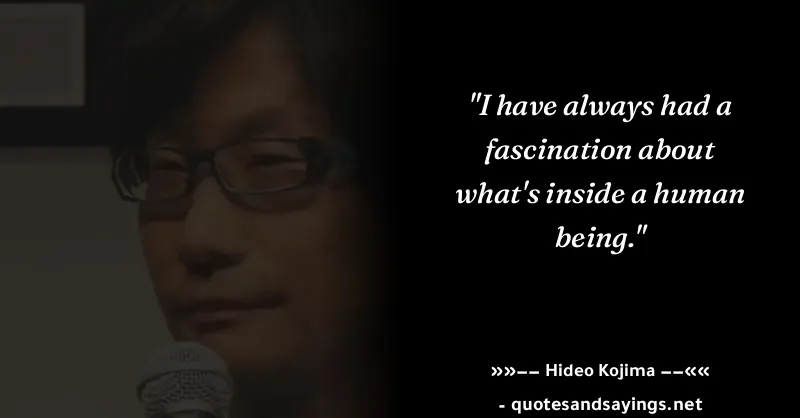 "I have always had a
fascination about
what's inside a human
being."
»»−− Hideo Kojima −−««
- quotesandsayings.net